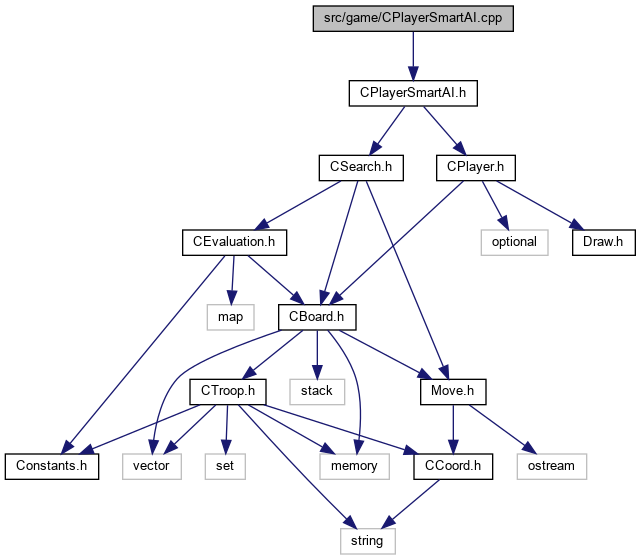 src/game/CPlayerSmartAI.cpp
CPlayerSmartAI.h
CSearch.h
CPlayer.h
CEvaluation.h
optional
Draw.h
map
CBoard.h
CTroop.h
stack
Move.h
Constants.h
vector
set
memory
CCoord.h
ostream
string